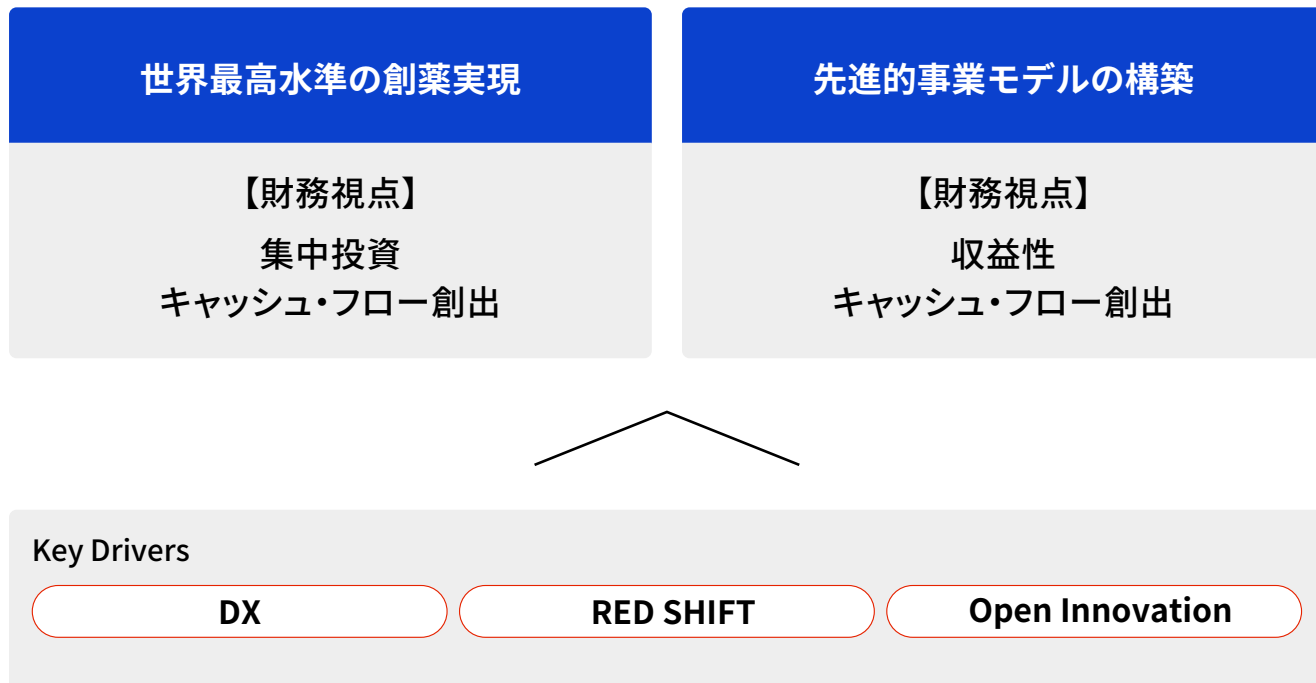 世界最高水準の創薬実現
【財務視点】
集中投資
キャッシュ・フロー創出
先進的事業モデルの構築
【財務視点】
収益性
キャッシュ・フロー創出
Key Drivers
DX
RED SHIFT
Open Innovation